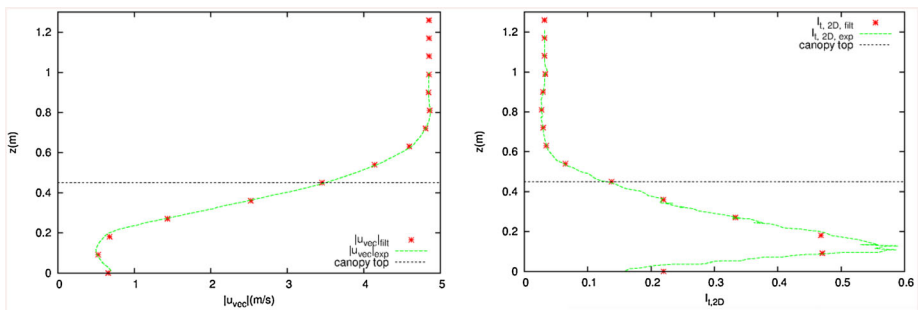 1.2
1
0.8
0.6
0.4
0.2
0
z(m)
0 1 2 3 4 5
|u_vec|(m/s)
|u_vec|_filt
|u_vec|_exp
canopy top
1.2
1
0.8
0.6
0.4
0.2
0
z(m)
0 0.1 0.2 0.3 0.4 0.5 0.6
I_t,2D
I_t, 2D, filt
I_t, 2D, exp
canopy top